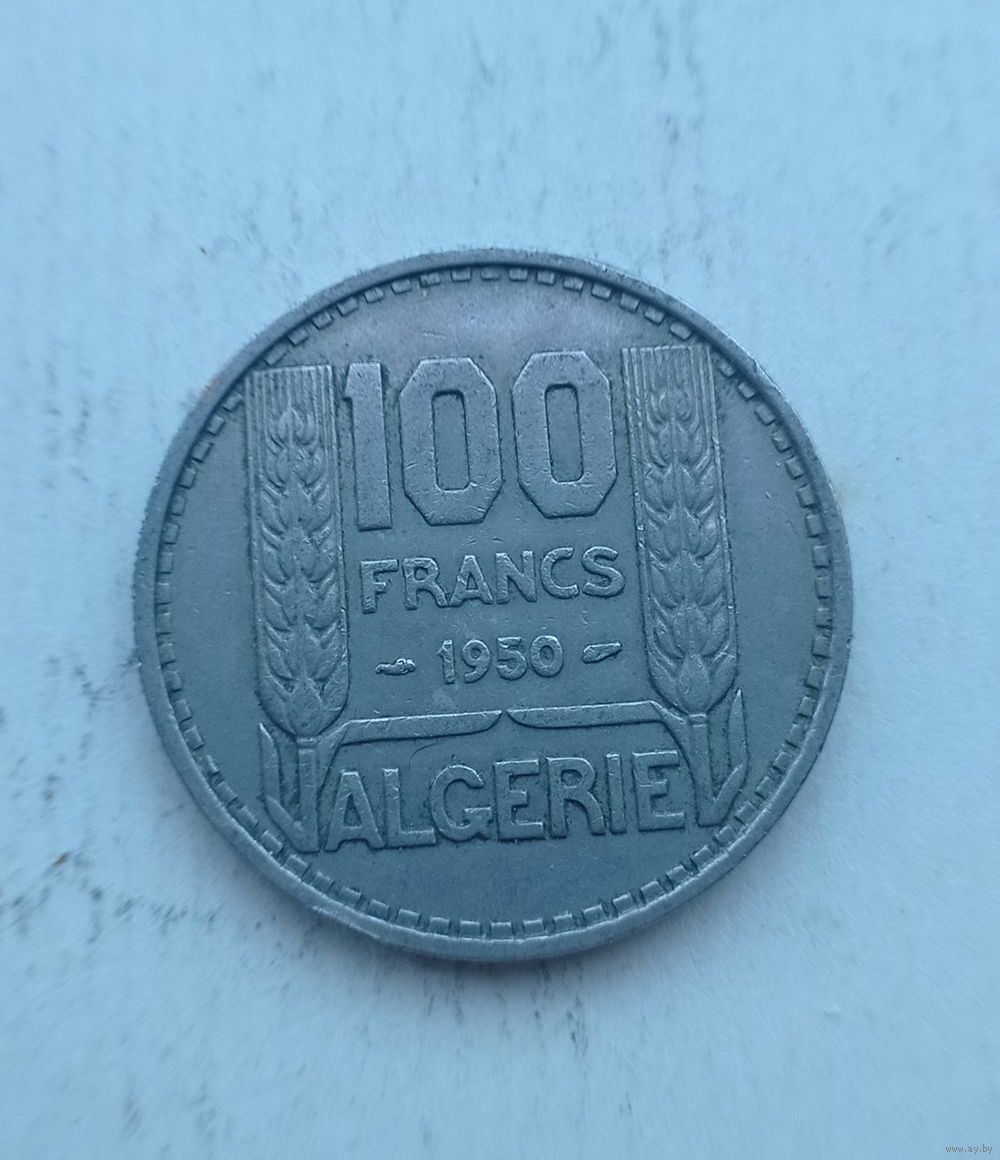 100
FRANCS
- 1950 -
ALGERIE
www.ay.by